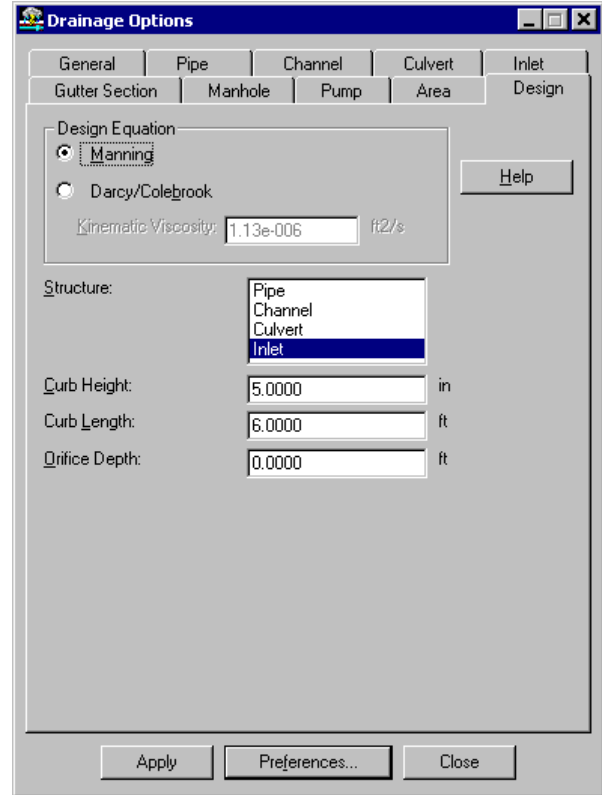 Drainage Options
General Pipe Channel Culvert Inlet
Gutter Section Manhole Pump Area Design
Design Equation
Manning
Help
Darcy/Colebrook
Kinematic Viscosity: 1.13e-006 ft2/s
Structure:
Pipe
Channel
Culvert
Inlet
Curb Height: 5.0000 in
Curb Length: 6.0000 ft
Orifice Depth: 0.0000 ft
Apply Preferences... Close